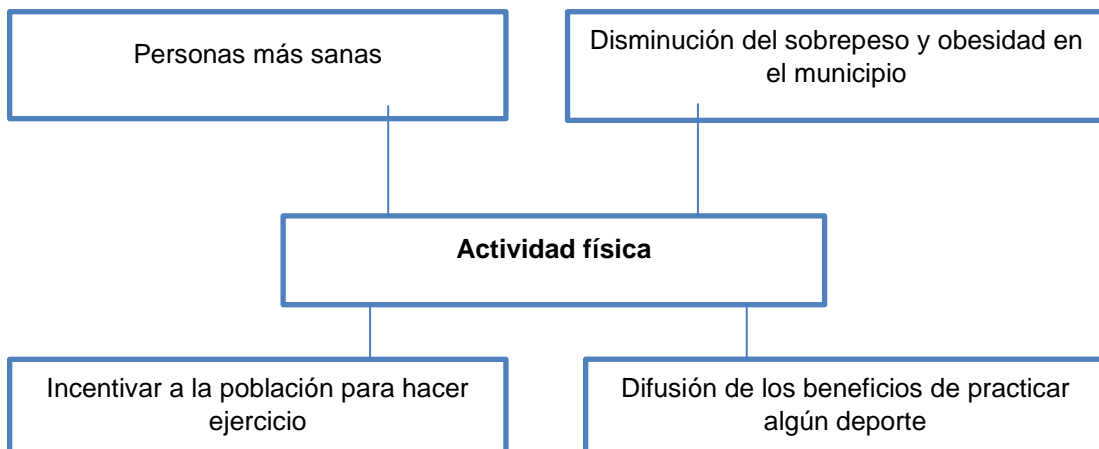 Personas más sanas
Disminución del sobrepeso y obesidad en
el municipio
Actividad física
Incentivar a la población para hacer
ejercicio
Difusión de los beneficios de practicar
algún deporte